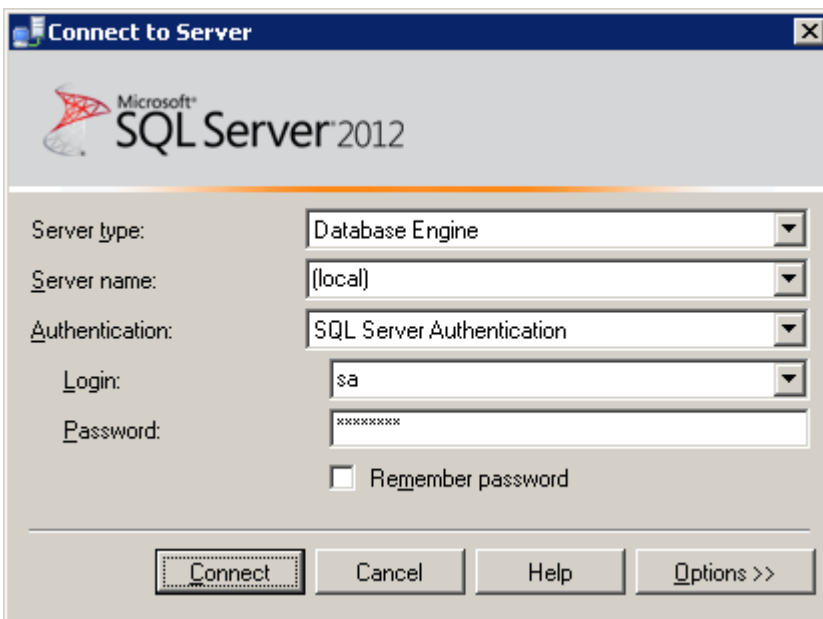 Connect to Server
Microsoft®
SQL Server® 2012
Server type: Database Engine
Server name: (local)
Authentication: SQL Server Authentication
Login: sa
Password: ********
Remember password
Connect Cancel Help Options >>